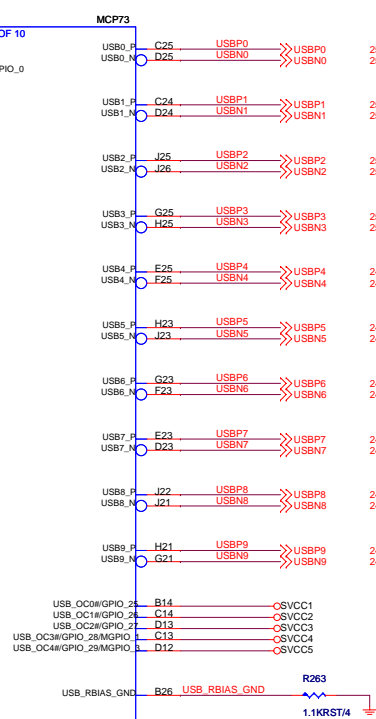 MCP73
OF 10
USB0_P C25 USBP0 USBP0
USB0_N D25 USBN0 USBN0
PIO_0
USB1_P C24 USBP1 USBP1
USB1_N D24 USBN1 USBN1
USB2_P J25 USBP2 USBP2
USB2_N J26 USBN2 USBN2
USB3_P G25 USBP3 USBP3
USB3_N H25 USBN3 USBN3
USB4_P E25 USBP4 USBP4
USB4_N F25 USBN4 USBN4
USB5_P H23 USBP5 USBP5
USB5_N J23 USBN5 USBN5
USB6_P G23 USBP6 USBP6
USB6_N F23 USBN6 USBN6
USB7_P E23 USBP7 USBP7
USB7_N D23 USBN7 USBN7
USB8_P J22 USBP8 USBP8
USB8_N J21 USBN8 USBN8
USB9_P H21 USBP9 USBP9
USB9_N G21 USBN9 USBN9
USB_OC0#/GPIO_25 B14 SVCC1
USB_OC1#/GPIO_26 C14 SVCC2
USB_OC2#/GPIO_27 D13 SVCC3
USB_OC3#/GPIO_28/MGPIO_1 C13 SVCC4
USB_OC4#/GPIO_29/MGPIO_3 D12 SVCC5
R263
USB_RBIAS_GND B26 USB_RBIAS_GND
1.1KRST/4